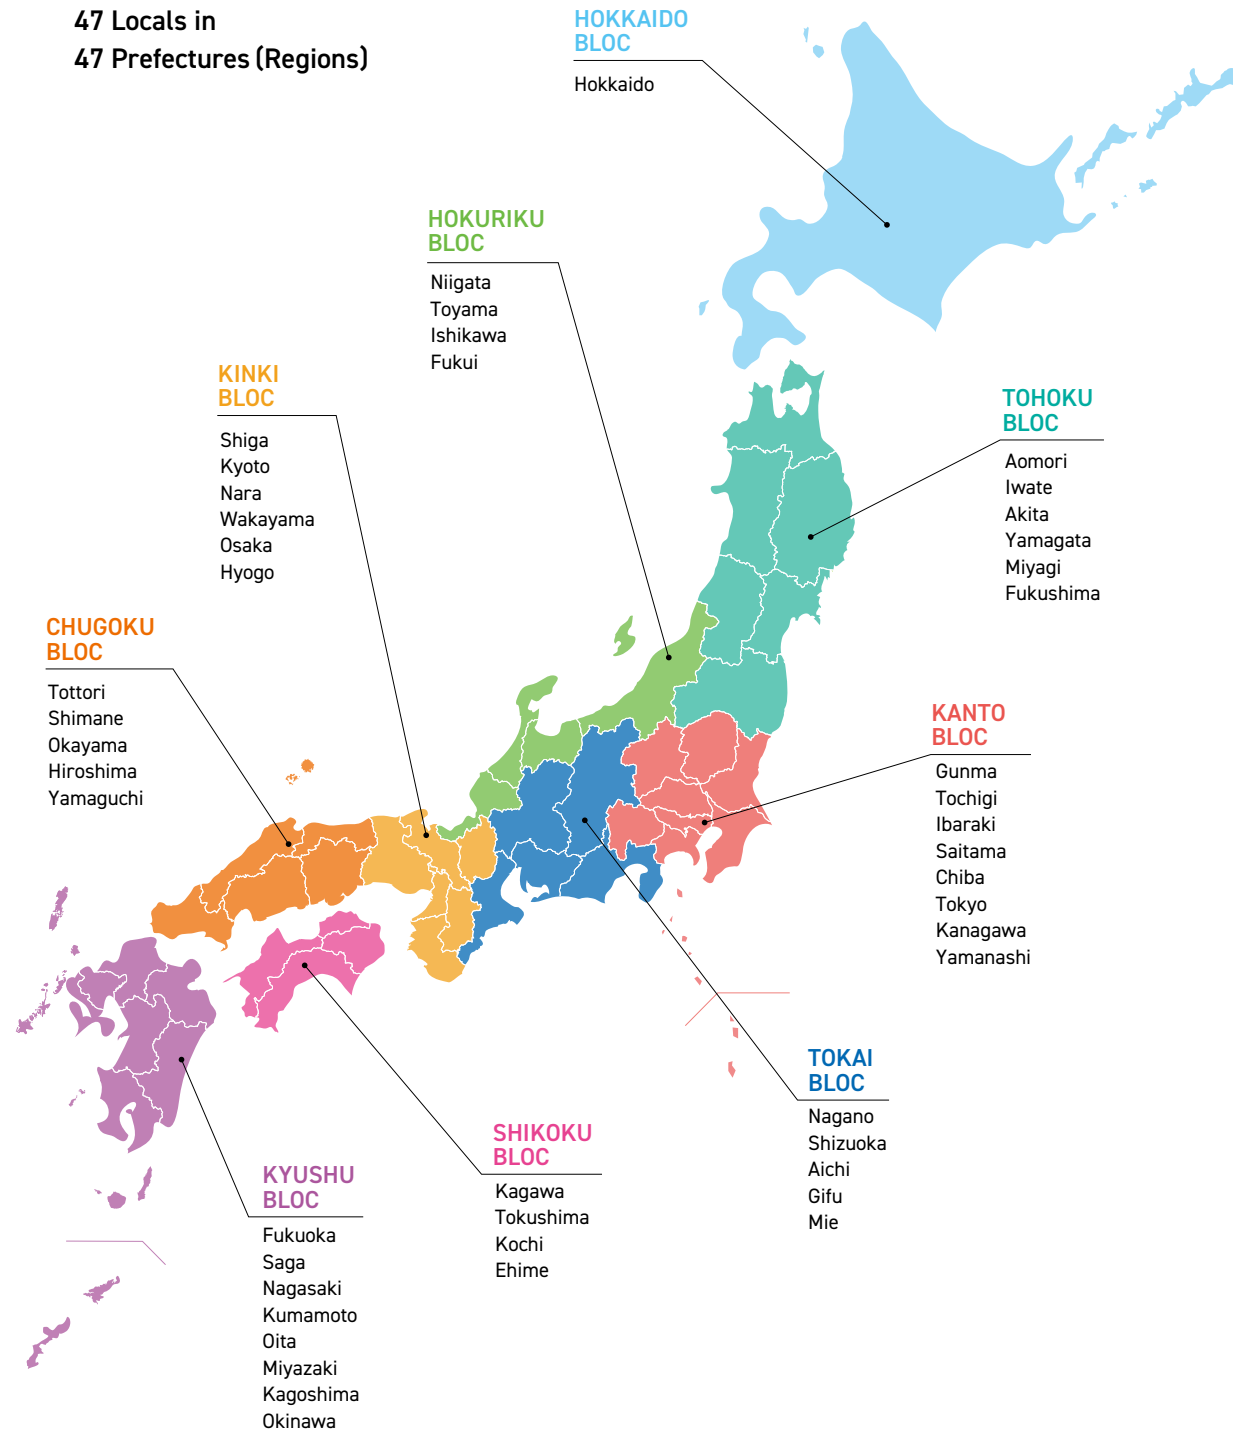 47 Locals in
47 Prefectures (Regions)
HOKKAIDO
BLOC
Hokkaido
HOKURIKU
BLOC
Niigata
Toyama
Ishikawa
Fukui
KINKI
BLOC
Shiga
Kyoto
Nara
Wakayama
Osaka
Hyogo
TOHOKU
BLOC
Aomori
Iwate
Akita
Yamagata
Miyagi
Fukushima
CHUGOKU
BLOC
Tottori
Shimane
Okayama
Hiroshima
Yamaguchi
KANTO
BLOC
Gunma
Tochigi
Ibaraki
Saitama
Chiba
Tokyo
Kanagawa
Yamanashi
TOKAI
BLOC
Nagano
Shizuoka
Aichi
Gifu
Mie
SHIKOKU
BLOC
Kagawa
Tokushima
Kochi
Ehime
KYUSHU
BLOC
Fukuoka
Saga
Nagasaki
Kumamoto
Oita
Miyazaki
Kagoshima
Okinawa